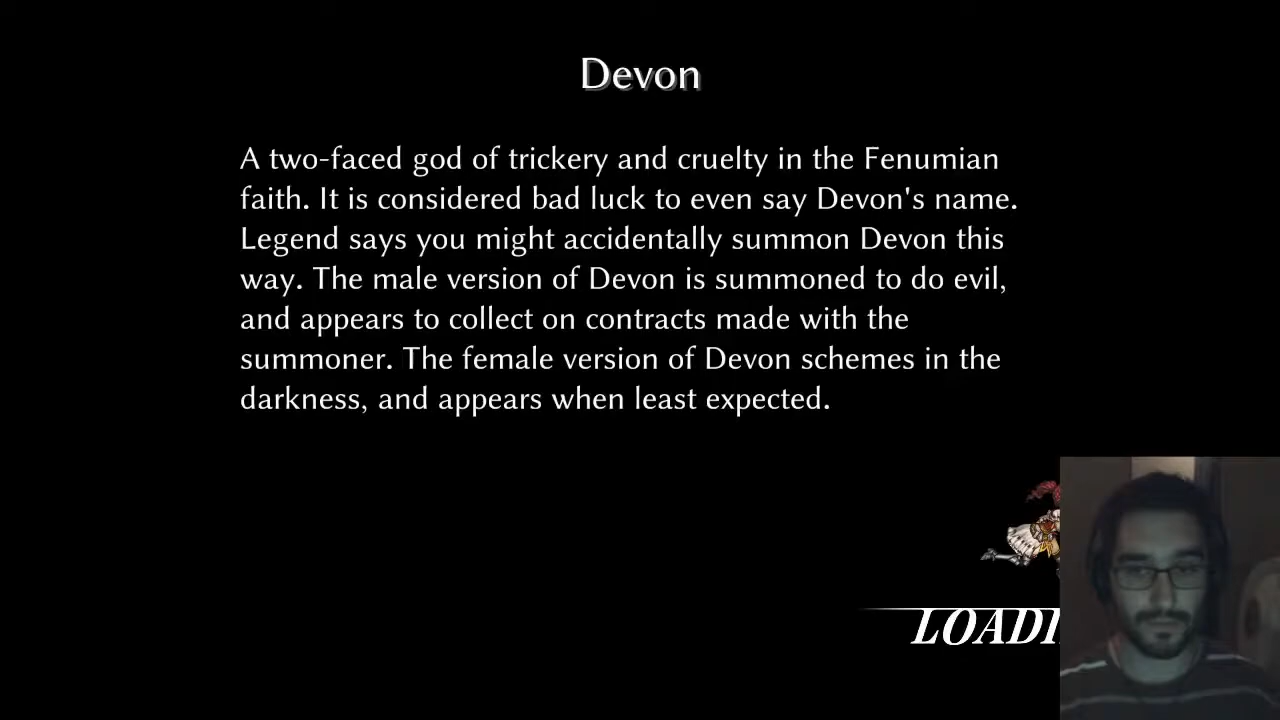 Devon
A two-faced god of trickery and cruelty in the Fenumian
faith. It is considered bad luck to even say Devon's name.
Legend says you might accidentally summon Devon this
way. The male version of Devon is summoned to do evil,
and appears to collect on contracts made with the
summoner. The female version of Devon schemes in the
darkness, and appears when least expected.
LOADI